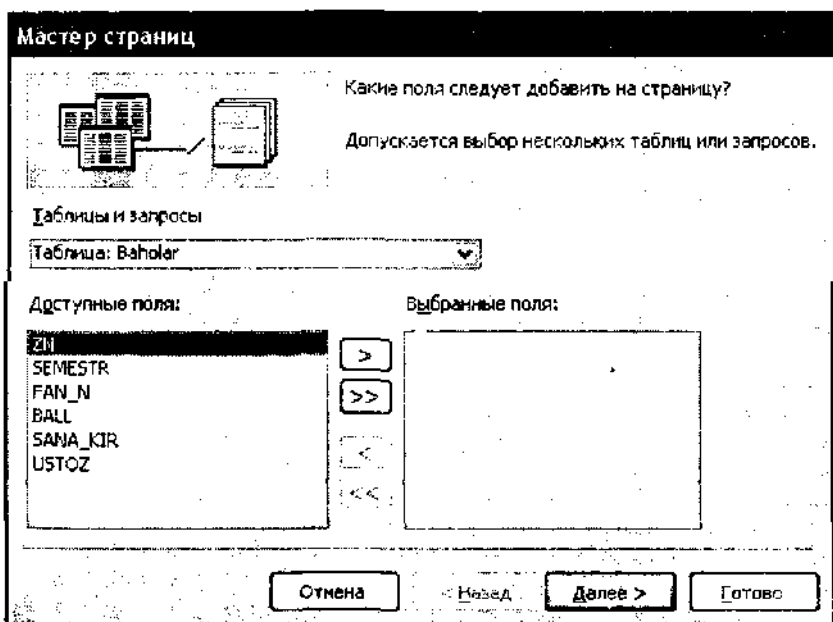 Мастер страниц
Какие поля следует добавить на страницу?
Допускается выбор нескольких таблиц или запросов.
Таблицы и запросы
Таблица: Baholar
Доступные поля:
Выбранные поля:
ZN
SEMESTR
FAN_N
BALL
SANA_KIR
USTOZ
>
>>
<
<<
Отмена
< Назад
Далее >
Готово